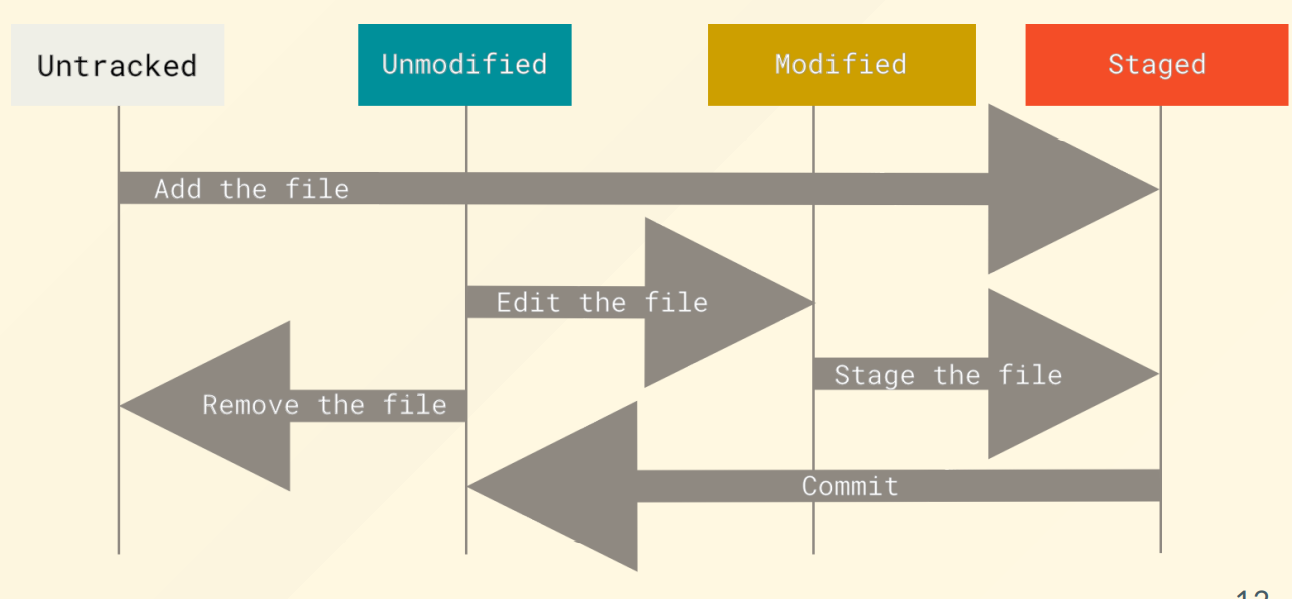 Untracked
Unmodified
Modified
Staged
Add the file
Edit the file
Stage the file
Remove the file
Commit